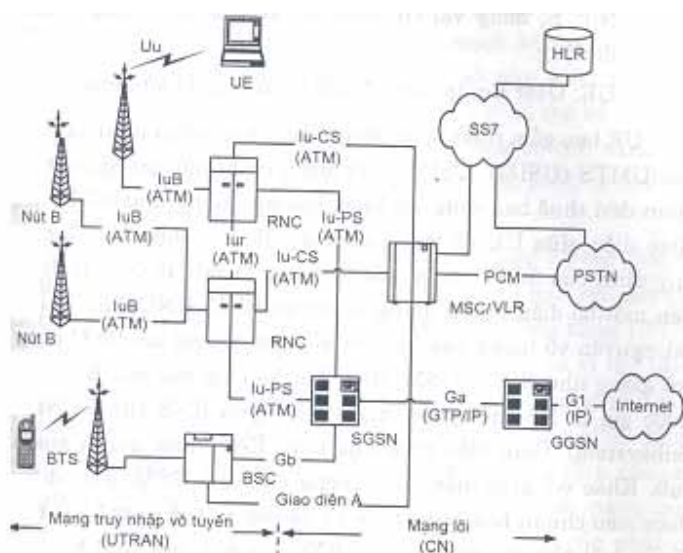 Uu
UE
HLR
SS7
Iu-CS
(ATM)
IuB
(ATM)
RNC
Iu-PS
(ATM)
Nút B
IuB
(ATM)
Iur
(ATM)
Iu-CS
(ATM)
PCM
PSTN
MSC/VLR
Nút B
IuB
(ATM)
RNC
Iu-PS
(ATM)
SGSN
Ga
(GTP/IP)
GGSN
G1
(IP)
Internet
BTS
BSC
Gb
Giao diện A
Mạng truy nhập vô tuyến
(UTRAN)
Mạng lõi
(CN)